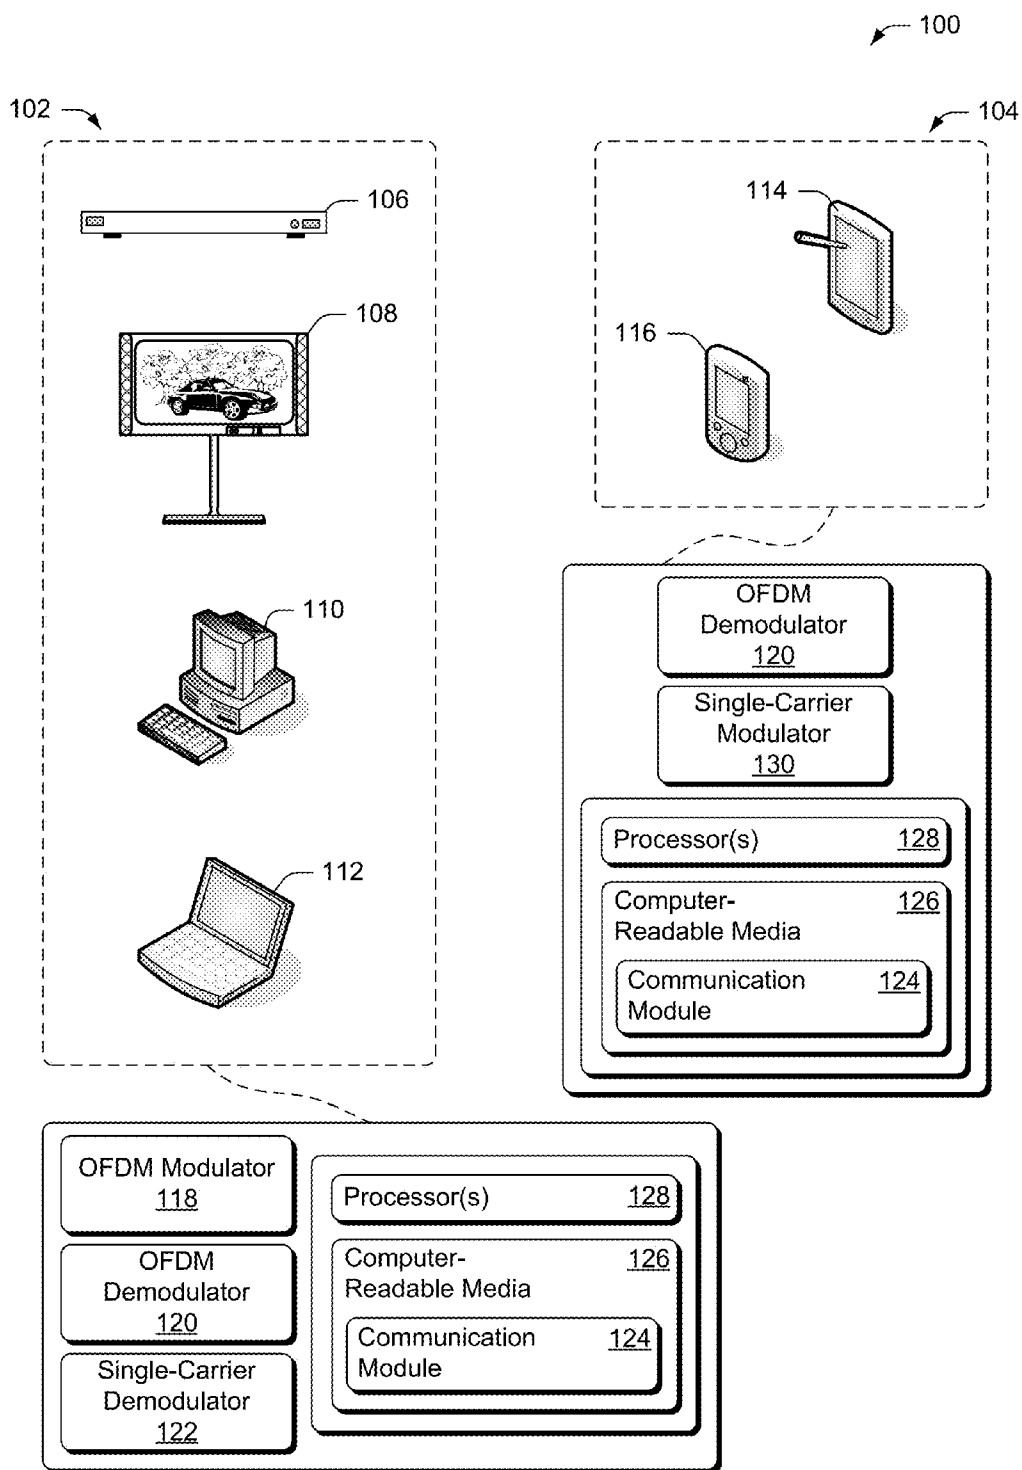 100
102
104
106
114
108
116
110
112
OFDM
Demodulator
120
Single-Carrier
Modulator
130
Processor(s) 128
Computer- 126
Readable Media
Communication 124
Module
OFDM Modulator
118
OFDM
Demodulator
120
Single-Carrier
Demodulator
122
Processor(s) 128
Computer- 126
Readable Media
Communication 124
Module